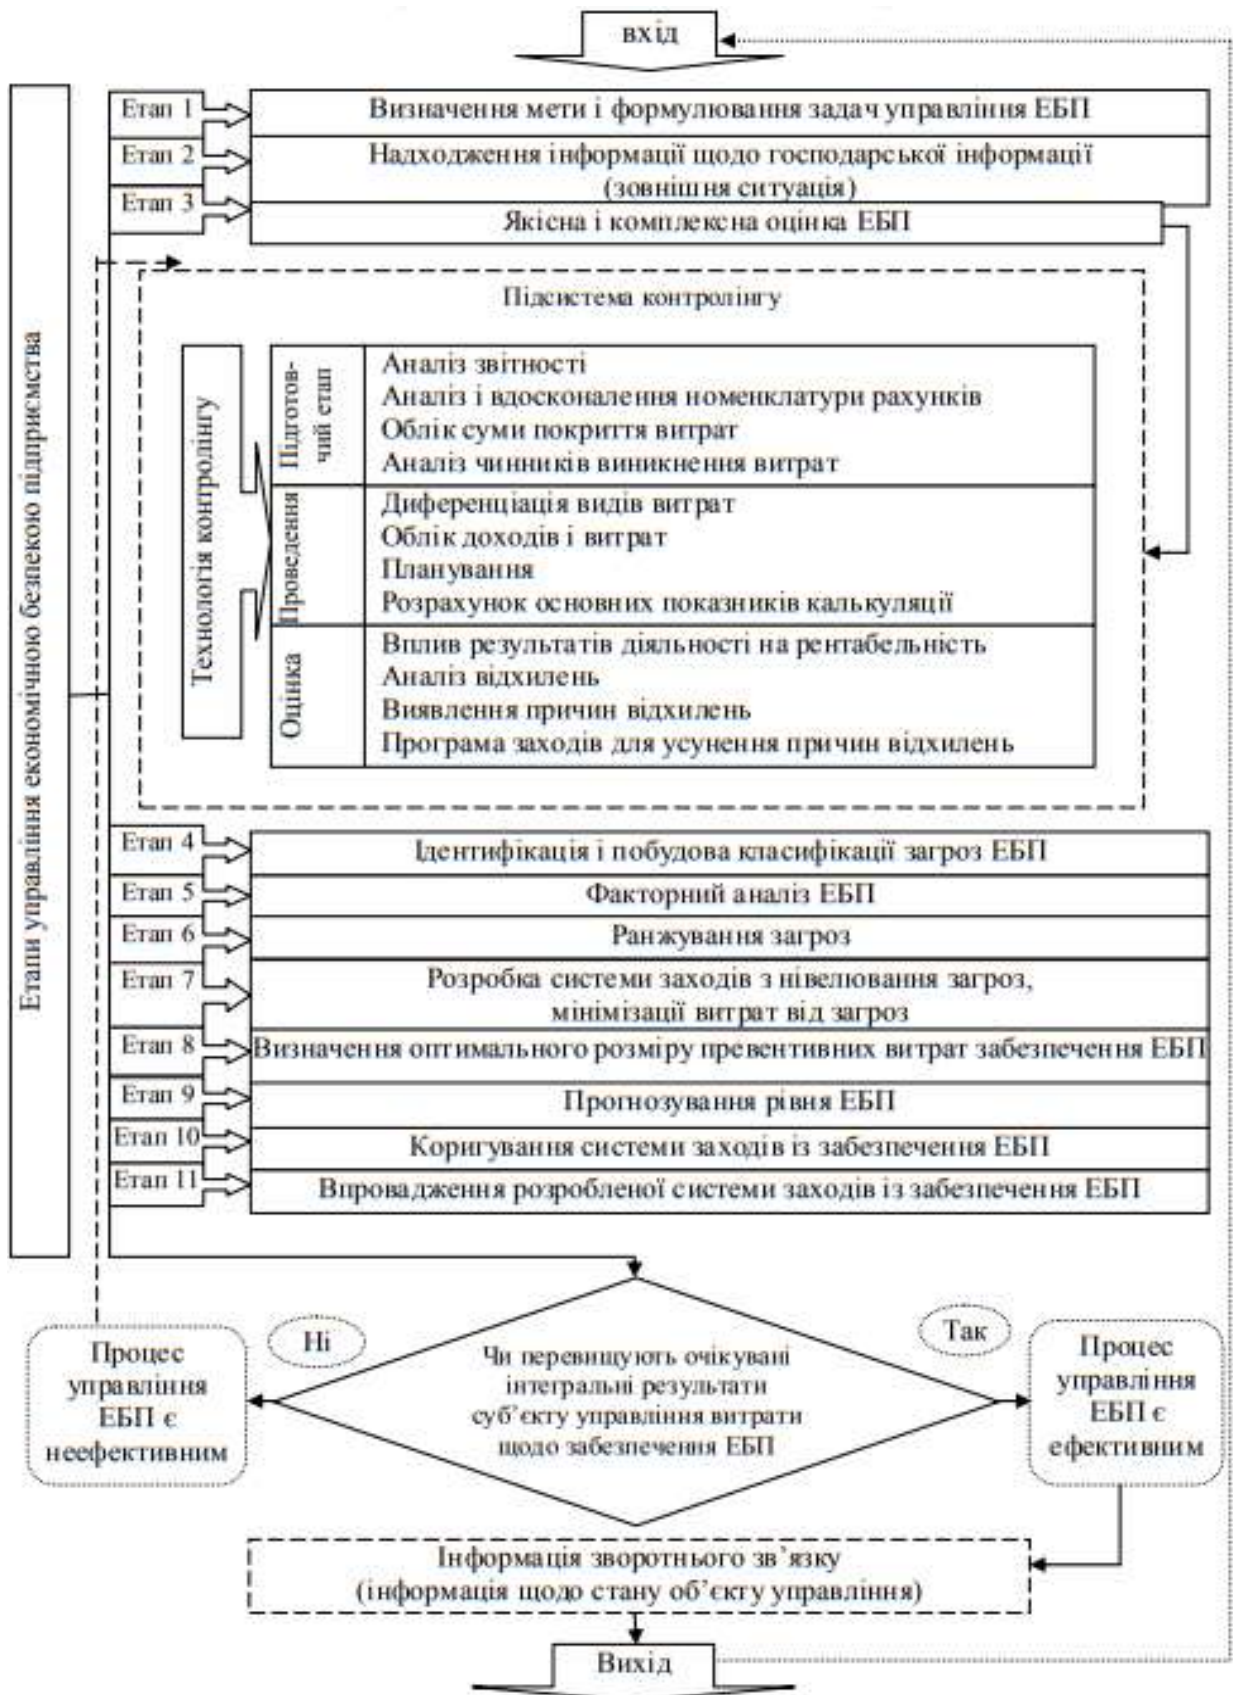 вхід
Етапи управління економічною безпекою підприємства
Етап 1
Визначення мети і формулювання задач управління ЕБП
Етап 2
Надходження інформації щодо господарської інформації
(зовнішня ситуація)
Етап 3
Якісна і комплексна оцінка ЕБП
Підсистема контролінгу
Технологія контролінгу
Підготов-
чий етап
Аналіз звітності
Аналіз і вдосконалення номенклатури рахунків
Облік суми покриття витрат
Аналіз чинників виникнення витрат
Проведення
Диференціація видів витрат
Облік доходів і витрат
Планування
Розрахунок основних показників калькуляції
Оцінка
Вплив результатів діяльності на рентабельність
Аналіз відхилень
Виявлення причин відхилень
Програма заходів для усунення причин відхилень
Етап 4
Ідентифікація і побудова класифікації загроз ЕБП
Етап 5
Факторний аналіз ЕБП
Етап 6
Ранжування загроз
Етап 7
Розробка системи заходів з нівелювання загроз,
мінімізації витрат від загроз
Етап 8
Визначення оптимального розміру превентивних витрат забезпечення ЕБП
Етап 9
Прогнозування рівня ЕБП
Етап 10
Коригування системи заходів із забезпечення ЕБП
Етап 11
Впровадження розробленої системи заходів із забезпечення ЕБП
Ні
Так
Процес
управління
ЕБП є
неефективним
Чи перевищують очікувані
інтегральні результати
суб’єкту управління витрати
щодо забезпечення ЕБП
Процес
управління
ЕБП є
ефективним
Інформація зворотнього зв’язку
(інформація щодо стану об’єкту управління)
Вихід